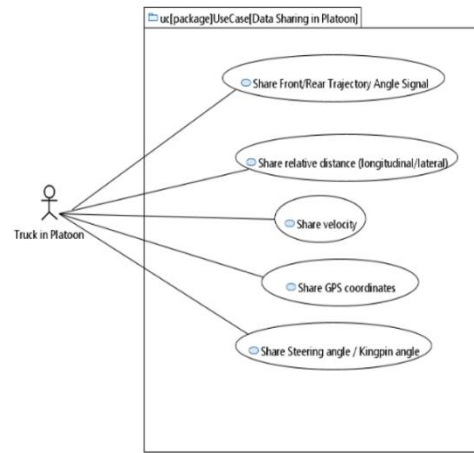 uc[package]UseCase[Data Sharing in Platoon]
Share Front/Rear Trajectory Angle Signal
Share relative distance (longitudinal/lateral)
Share velocity
Truck in Platoon
Share GPS coordinates
Share Steering angle / Kingpin angle